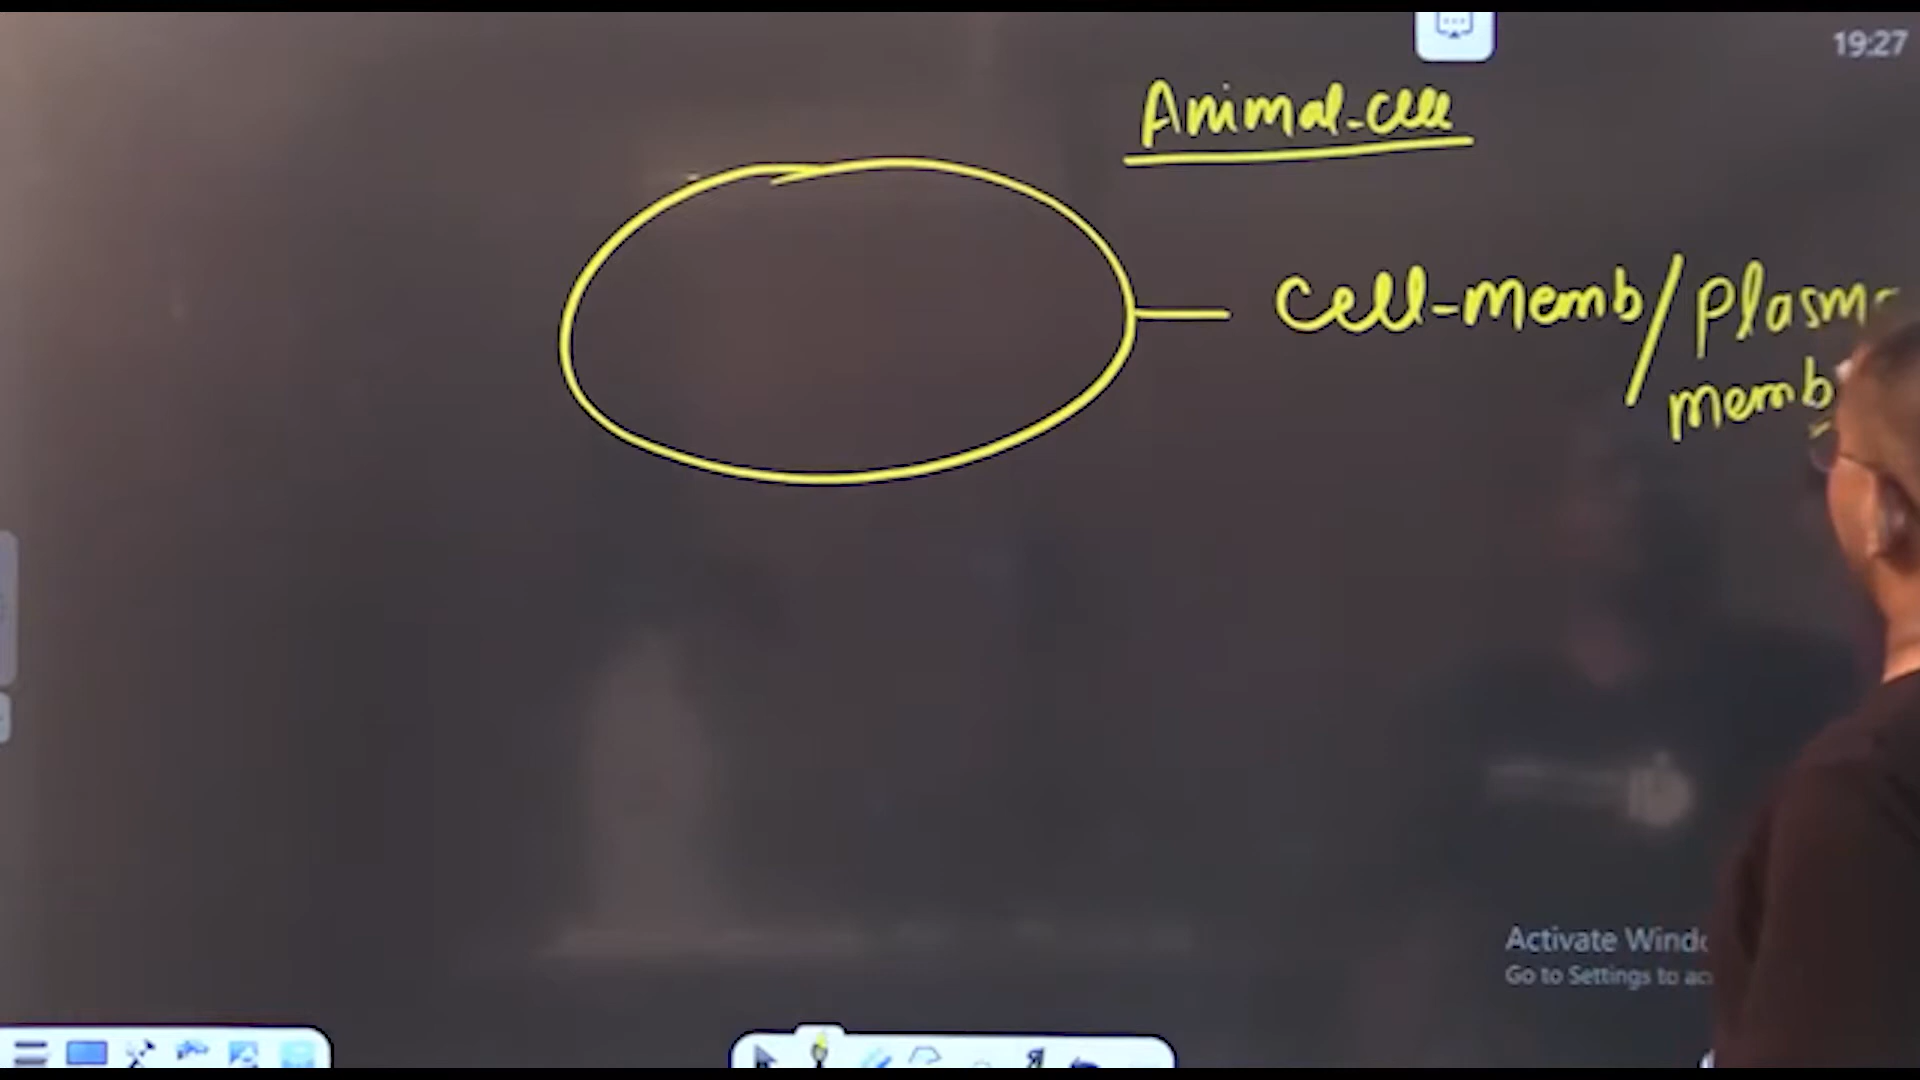 19:27
Animal-cell
cell-memb/plasma
memb
Activate Windo
Go to Settings to ac